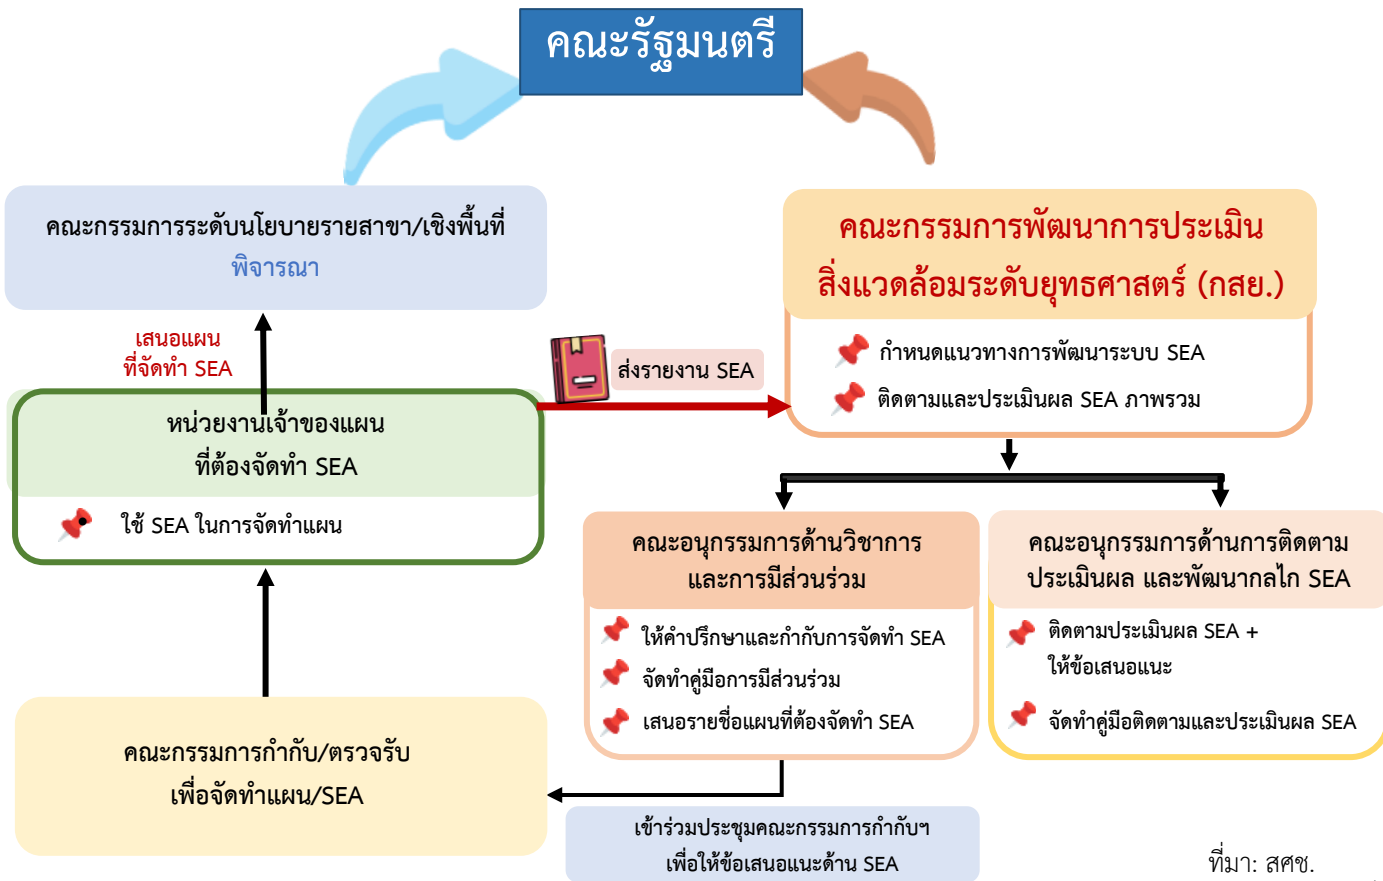 คณะรัฐมนตรี
คณะกรรมการระดับนโยบายรายสาขา/เชิงพื้นที่
พิจารณา
คณะกรรมการพัฒนาการประเมิน
สิ่งแวดล้อมระดับยุทธศาสตร์ (กสย.)
กำหนดแนวทางการพัฒนาระบบ SEA
ติดตามและประเมินผล SEA ภาพรวม
เสนอแผน
ที่จัดทำ SEA
ส่งรายงาน SEA
หน่วยงานเจ้าของแผน
ที่ต้องจัดทำ SEA
ใช้ SEA ในการจัดทำแผน
คณะอนุกรรมการด้านวิชาการ
และการมีส่วนร่วม
ให้คำปรึกษาและกำกับการจัดทำ SEA
จัดทำคู่มือการมีส่วนร่วม
เสนอรายชื่อแผนที่ต้องจัดทำ SEA
คณะอนุกรรมการด้านการติดตาม
ประเมินผล และพัฒนากลไก SEA
ติดตามประเมินผล SEA +
ให้ข้อเสนอแนะ
จัดทำคู่มือติดตามและประเมินผล SEA
คณะกรรมการกำกับ/ตรวจรับ
เพื่อจัดทำแผน/SEA
เข้าร่วมประชุมคณะกรรมการกำกับฯ
เพื่อให้ข้อเสนอแนะด้าน SEA
ที่มา: สศช.